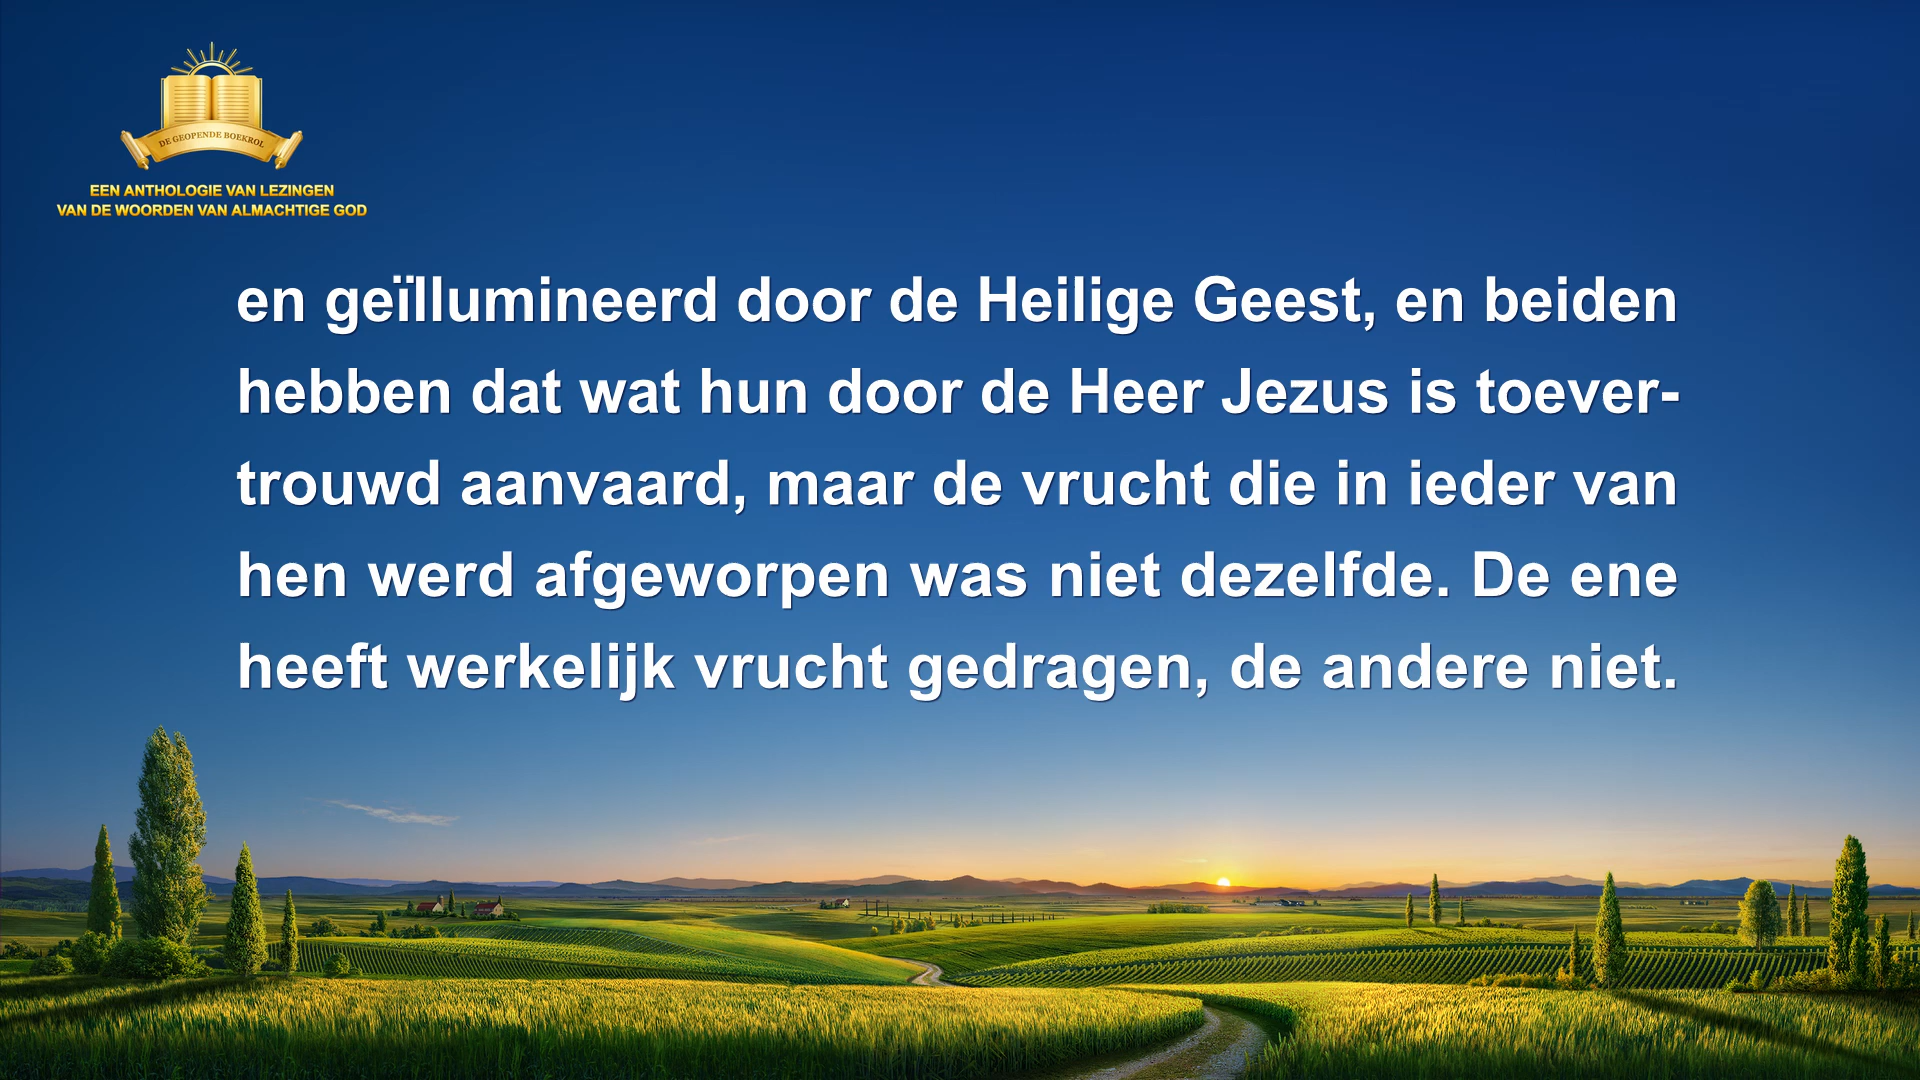 DE GEOPENDE BOEKROL
EEN ANTHOLOGIE VAN LEZINGEN
VAN DE WOORDEN VAN ALMACHTIGE GOD
en geïllumineerd door de Heilige Geest, en beiden
hebben dat wat hun door de Heer Jezus is toever-
trouwd aanvaard, maar de vrucht die in ieder van
hen werd afgeworpen was niet dezelfde. De ene
heeft werkelijk vrucht gedragen, de andere niet.